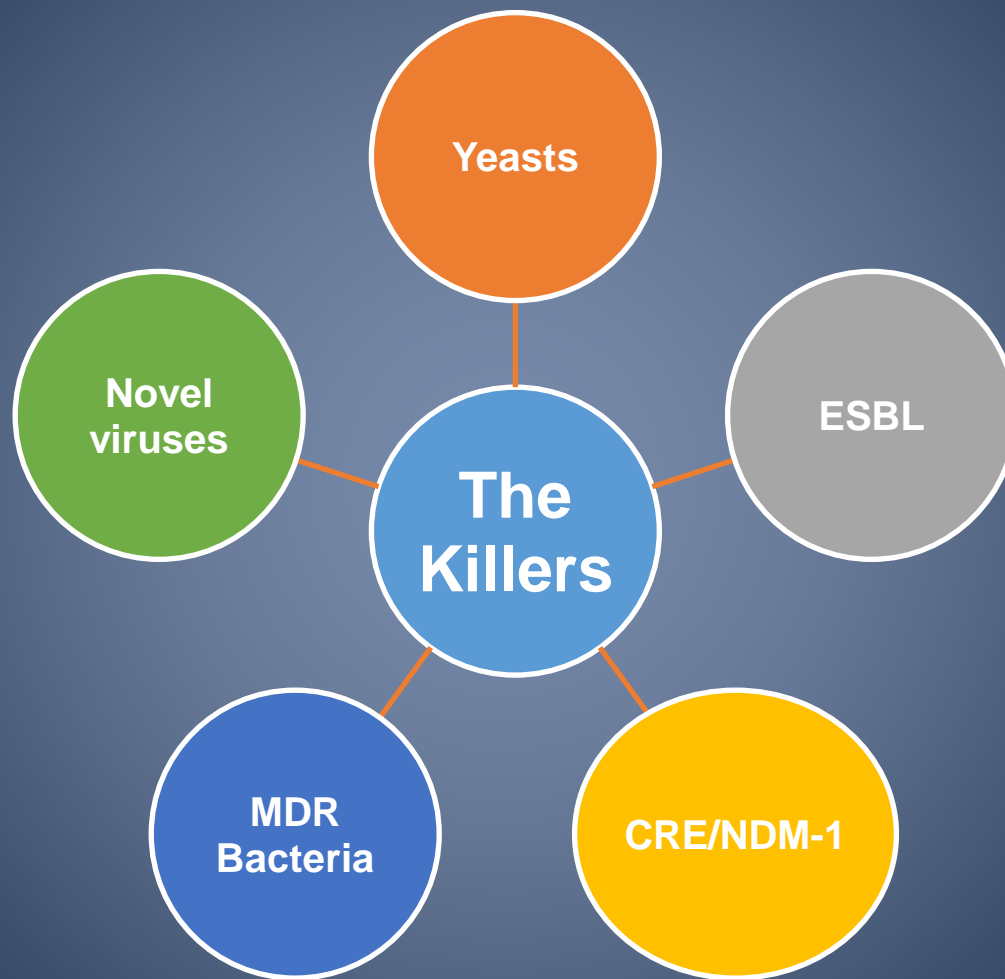 Yeasts
Novel
viruses
ESBL
The
Killers
MDR
Bacteria
CRE/NDM-1